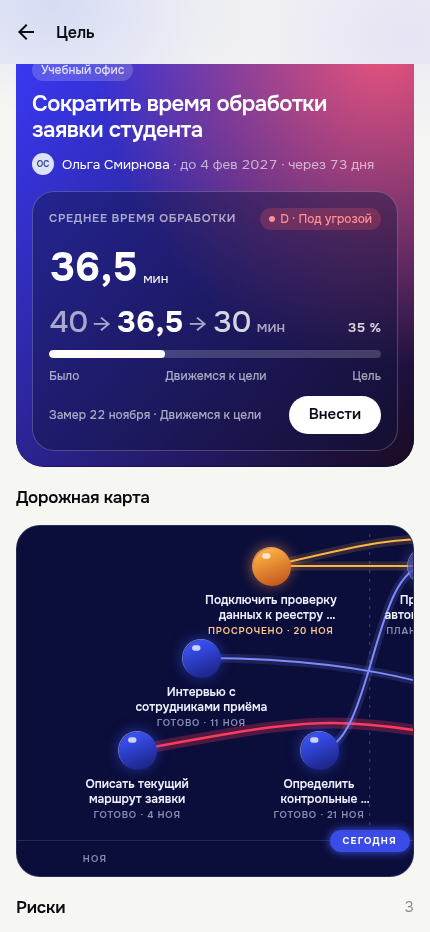 Цель
Учебный офис
Сократить время обработки
заявки студента
ОС Ольга Смирнова · до 4 фев 2027 · через 73 дня
СРЕДНЕЕ ВРЕМЯ ОБРАБОТКИ
D · Под угрозой
36,5 мин
40 → 36,5 → 30 мин
35 %
Было
Движемся к цели
Цель
Замер 22 ноября · Движемся к цели
Внести
Дорожная карта
Подключить проверку
данных к реестру ...
ПРОСРОЧЕНО · 20 НОЯ
Пр
автом
ПЛАН
Интервью с
сотрудниками приёма
ГОТОВО · 11 НОЯ
Описать текущий
маршрут заявки
ГОТОВО · 4 НОЯ
Определить
контрольные ...
ГОТОВО · 21 НОЯ
СЕГОДНЯ
НОЯ
Риски
3